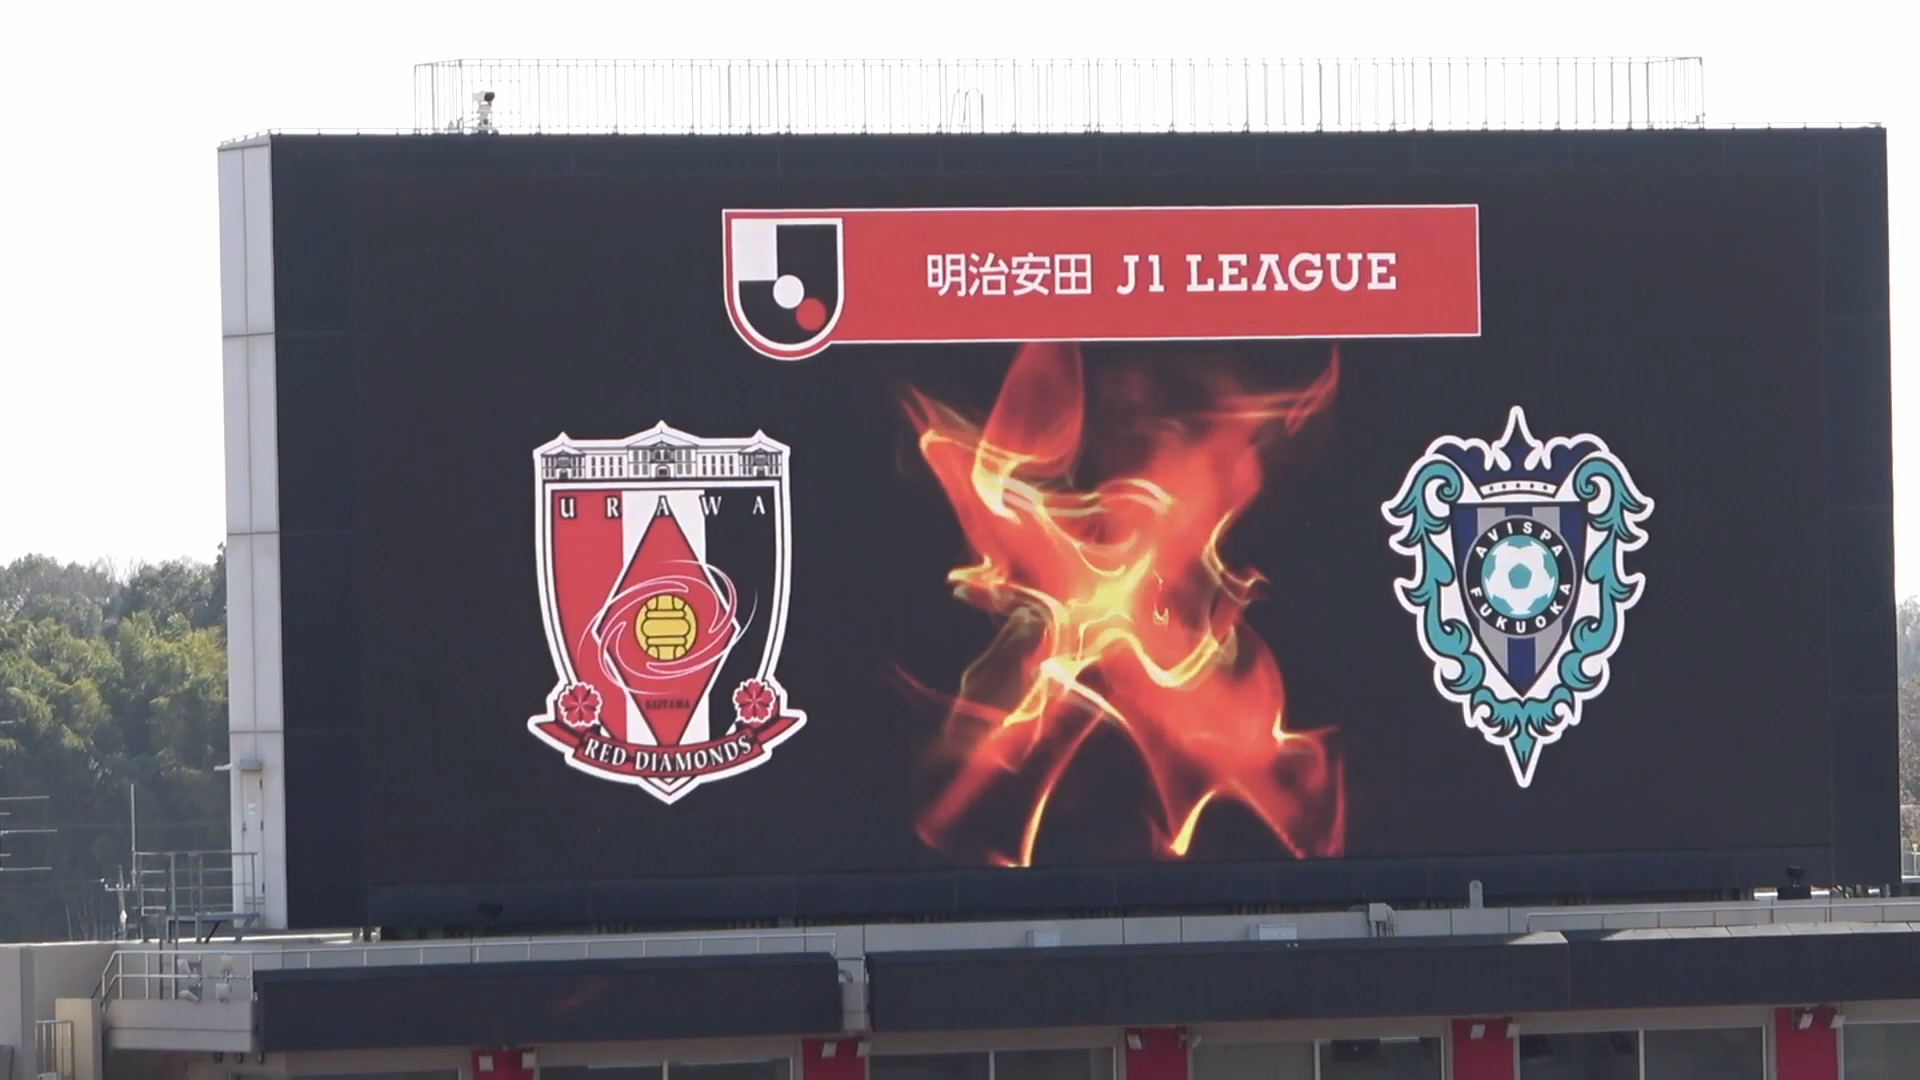 明治安田 J1 LEAGUE
URAWA
SAITAMA
RED DIAMONDS
AVISPA
FUKUOKA